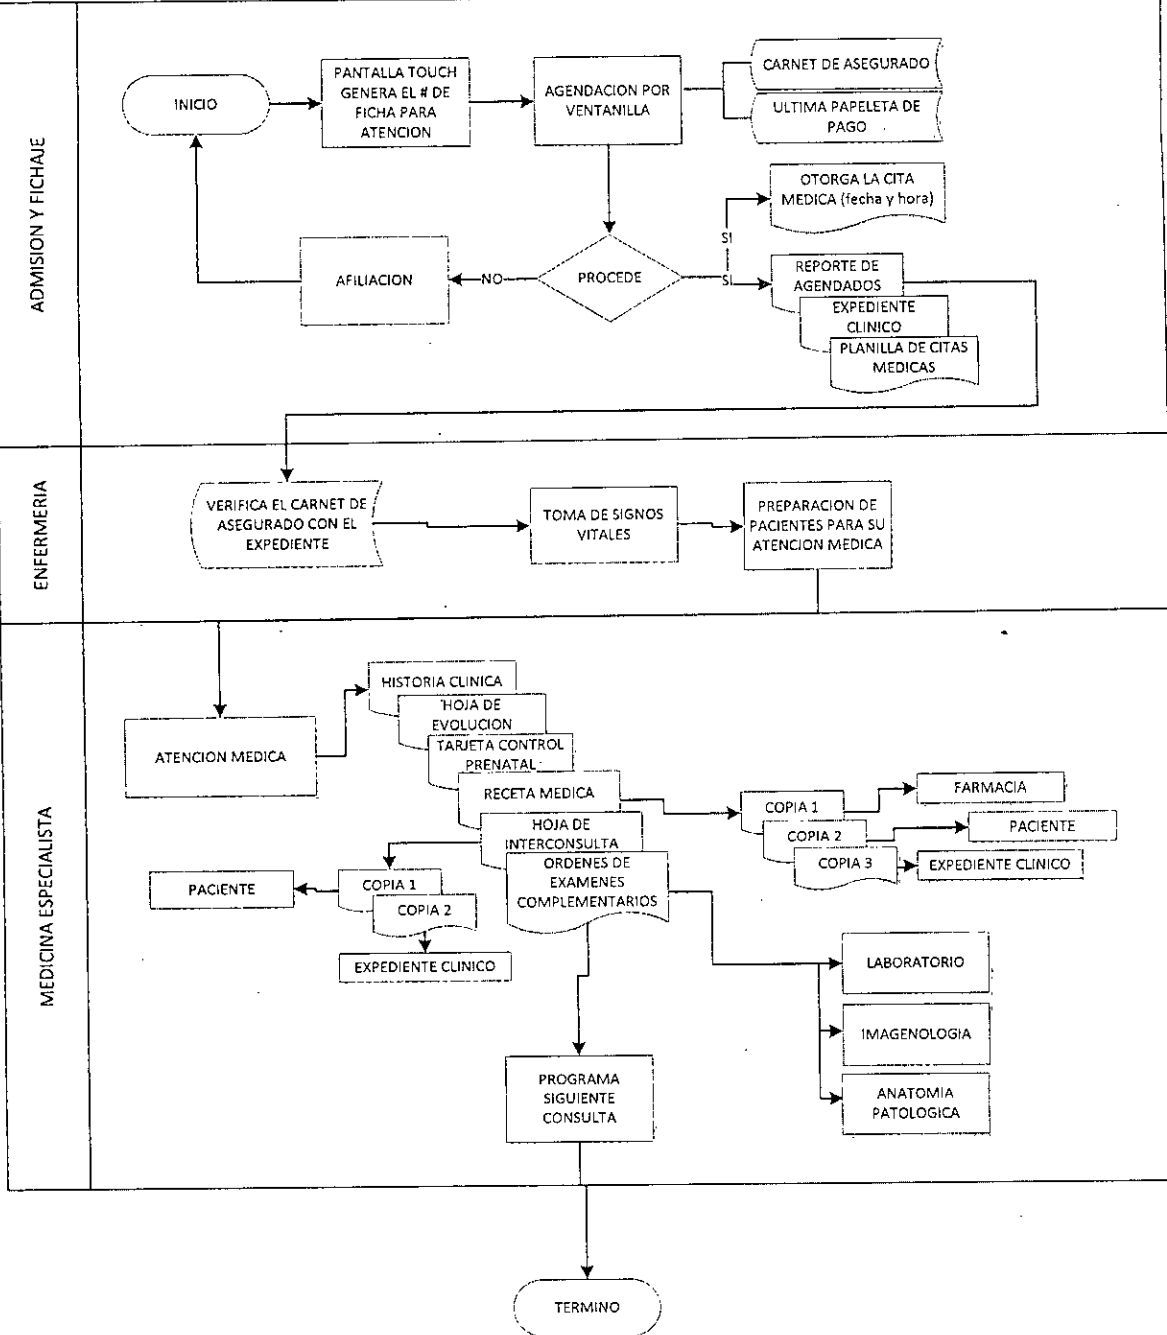 ADMISION Y FICHAJE
INICIO
PANTALLA TOUCH
GENERA EL # DE
FICHA PARA
ATENCION
AGENDACION POR
VENTANILLA
CARNET DE ASEGURADO
ULTIMA PAPELETA DE
PAGO
OTORGA LA CITA
MEDICA (fecha y hora)
SI
AFILIACION
NO
PROCEDE
SI
REPORTE DE
AGENDADOS
EXPEDIENTE
CLINICO
PLANILLA DE CITAS
MEDICAS
ENFERMERIA
VERIFICA EL CARNET DE
ASEGURADO CON EL
EXPEDIENTE
TOMA DE SIGNOS
VITALES
PREPARACION DE
PACIENTES PARA SU
ATENCION MEDICA
MEDICINA ESPECIALISTA
ATENCION MEDICA
HISTORIA CLINICA
HOJA DE
EVOLUCION
TARJETA CONTROL
PRENATAL
RECETA MEDICA
COPIA 1
FARMACIA
COPIA 2
PACIENTE
COPIA 3
EXPEDIENTE CLINICO
HOJA DE
INTERCONSULTA
PACIENTE
COPIA 1
COPIA 2
EXPEDIENTE CLINICO
ORDENES DE
EXAMENES
COMPLEMENTARIOS
LABORATORIO
IMAGENOLOGIA
ANATOMIA
PATOLOGICA
PROGRAMA
SIGUIENTE
CONSULTA
TERMINO